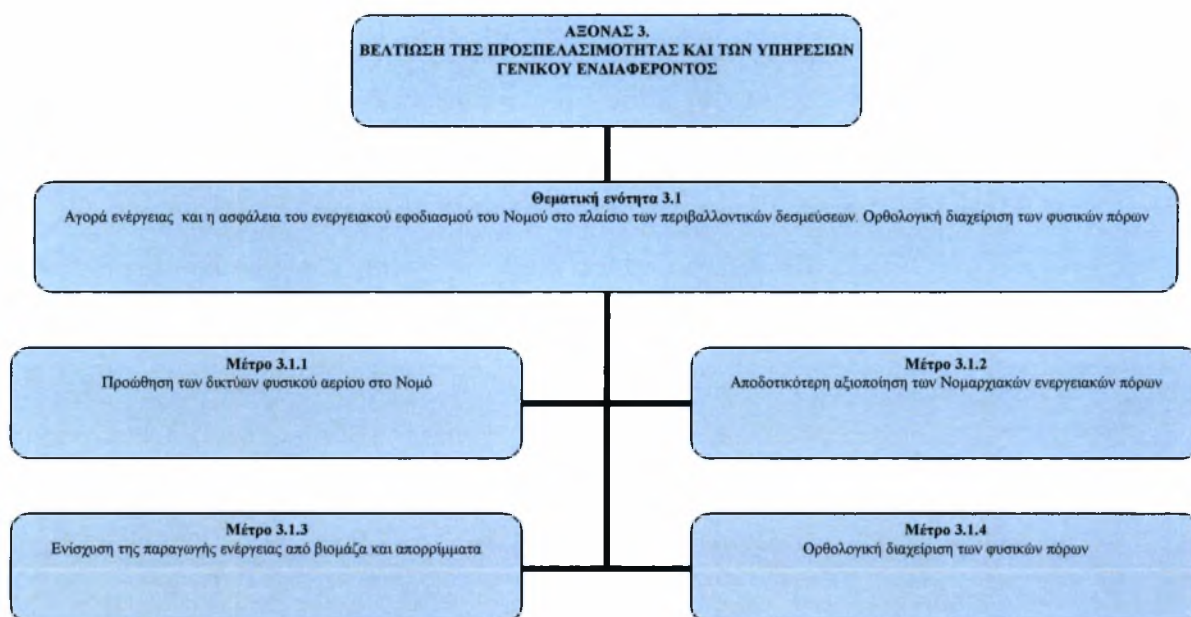 ΑΞΟΝΑΣ 3.
ΒΕΛΤΙΩΣΗ ΤΗΣ ΠΡΟΣΠΕΛΑΣΙΜΟΤΗΤΑΣ ΚΑΙ ΤΩΝ ΥΠΗΡΕΣΙΩΝ
ΓΕΝΙΚΟΥ ΕΝΔΙΑΦΕΡΟΝΤΟΣ
Θεματική ενότητα 3.1
Αγορά ενέργειας και η ασφάλεια του ενεργειακού εφοδιασμού του Νομού στο πλαίσιο των περιβαλλοντικών δεσμεύσεων. Ορθολογική διαχείριση των φυσικών πόρων
Μέτρο 3.1.1
Προώθηση των δικτύων φυσικού αερίου στο Νομό
Μέτρο 3.1.2
Αποδοτικότερη αξιοποίηση των Νομαρχιακών ενεργειακών πόρων
Μέτρο 3.1.3
Ενίσχυση της παραγωγής ενέργειας από βιομάζα και απορρίμματα
Μέτρο 3.1.4
Ορθολογική διαχείριση των φυσικών πόρων